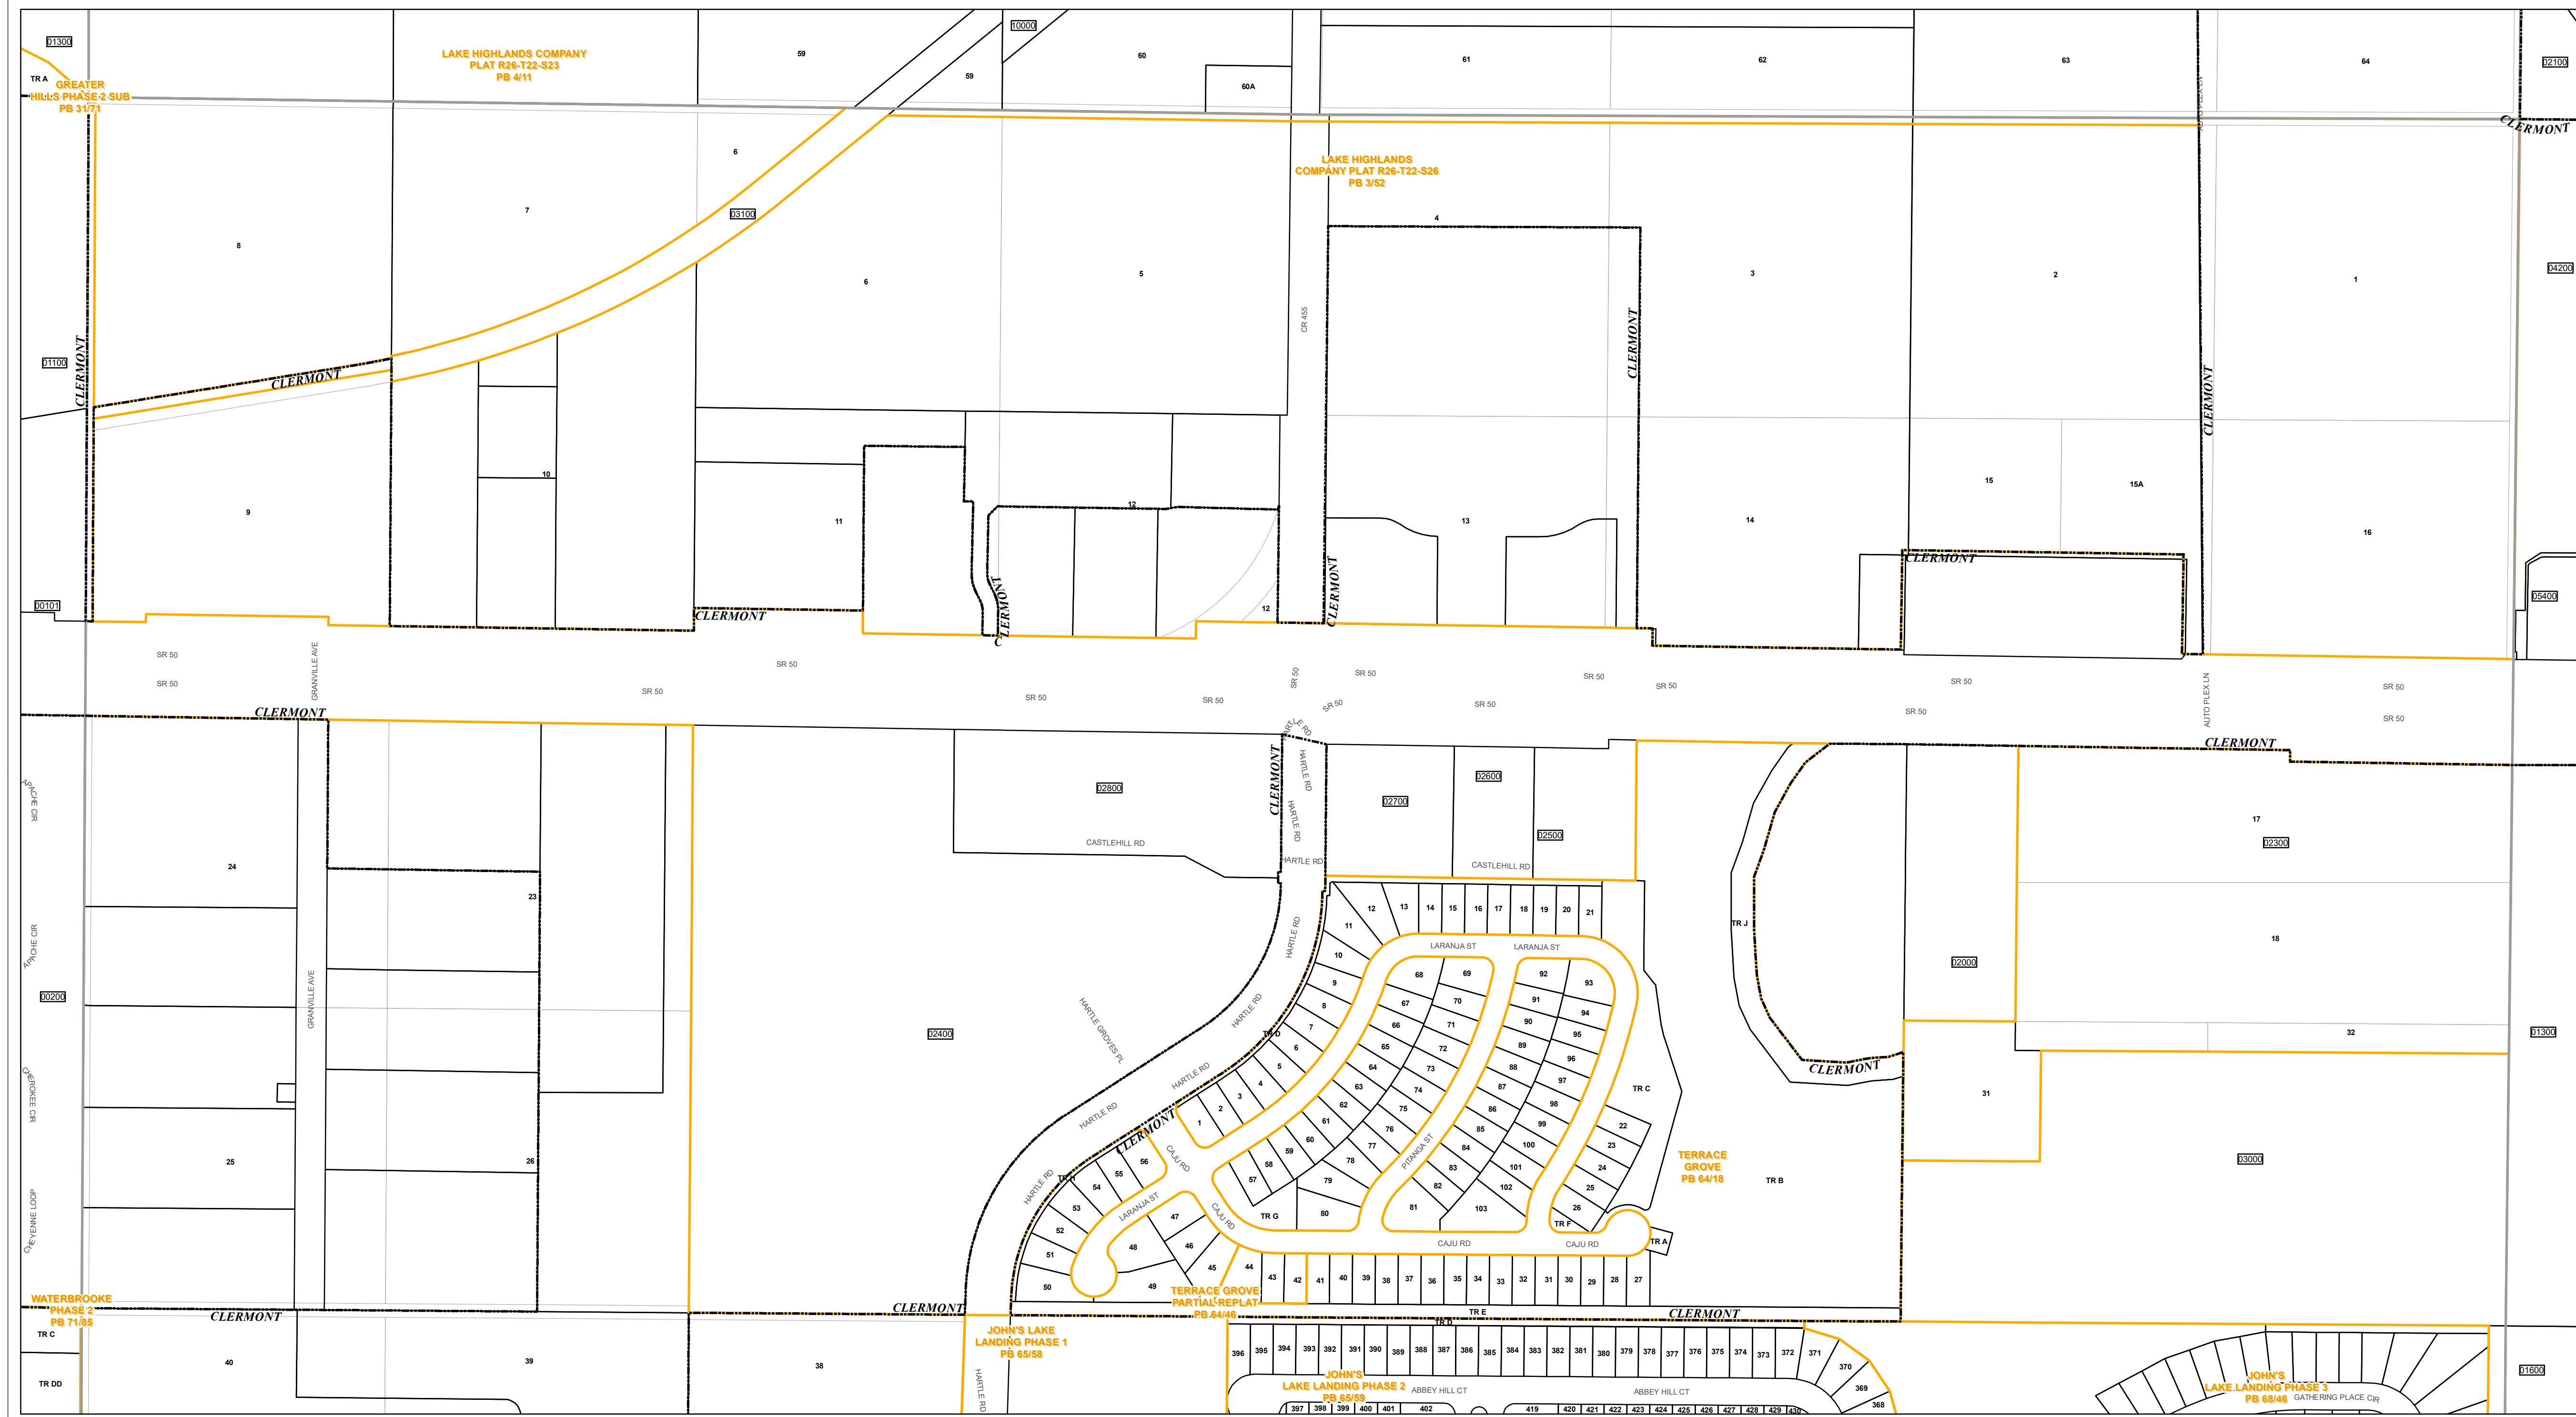 01300
TR A
GREATER
HILLS PHASE 2 SUB
PB 31/71
LAKE HIGHLANDS COMPANY
PLAT R26-T22-S23
PB 4/11
59
59
10000
60
60A
61
62
63
64
02100
AUTO PLEX LN
CLERMONT
LAKE HIGHLANDS
COMPANY PLAT R26-T22-S26
PB 3/52
8
7
6
03100
6
5
4
3
2
1
04200
CR 455
01100
CLERMONT
CLERMONT
CLERMONT
CLERMONT
9
10
11
12
12
13
14
15
15A
16
00101
CLERMONT
CLERMONT
CLERMONT
CLERMONT
05400
SR 50
SR 50
GRANVILLE AVE
SR 50
SR 50
SR 50
SR 50
SR 50
SR 50
SR 50
SR 50
SR 50
SR 50
SR 50
SR 50
SR 50
SR 50
AUTO PLEX LN
CLERMONT
HARTLE RD
CLERMONT
CLERMONT
02800
CASTLEHILL RD
HARTLE RD
HARTLE RD
HARTLE RD
02700
02600
02500
CASTLEHILL RD
17
02300
18
02000
TR J
APACHE CIR
APACHE CIR
24
23
00200
GRANVILLE AVE
02400
HARTLE GROVES PL
HARTLE RD
HARTLE RD
HARTLE RD
HARTLE RD
HARTLE RD
TR D
TR H
CLERMONT
12
13
14
15
16
17
18
19
20
21
11
10
9
8
7
6
5
4
3
2
1
LARANJA ST
LARANJA ST
68
69
92
93
67
70
91
94
66
71
90
95
65
72
89
96
64
73
88
97
63
74
87
98
62
75
86
99
61
76
85
100
60
77
84
101
59
78
83
102
58
79
82
103
57
80
81
PITANGA ST
TR C
22
23
24
25
26
TR F
TR G
TR A
CAJU RD
CAJU RD
CAJU RD
CAJU RD
LARANJA ST
56
55
54
53
52
51
50
49
48
47
46
45
44
43
42
41
40
39
38
37
36
35
34
33
32
31
30
29
28
27
TERRACE
GROVE
PB 64/18
TR B
CLERMONT
31
32
03000
01300
CHEROKEE CIR
CHEYENNE LOOP
25
26
WATERBROOKE
PHASE 2
PB 71/85
TR C
TR DD
CLERMONT
CLERMONT
40
39
38
JOHN'S LAKE
LANDING PHASE 1
PB 65/58
HARTLE RD
TERRACE GROVE
PARTIAL REPLAT
PB 64/46
TR E
CLERMONT
TR D
396
395
394
393
392
391
390
389
388
387
386
385
384
383
382
381
380
379
378
377
376
375
374
373
372
371
370
369
368
JOHN'S
LAKE LANDING PHASE 2
PB 65/59
ABBEY HILL CT
ABBEY HILL CT
397
398
399
400
401
402
419
420
421
422
423
424
425
426
427
428
429
430
JOHN'S
LAKE LANDING PHASE 3
PB 68/46
GATHERING PLACE CIR
01600